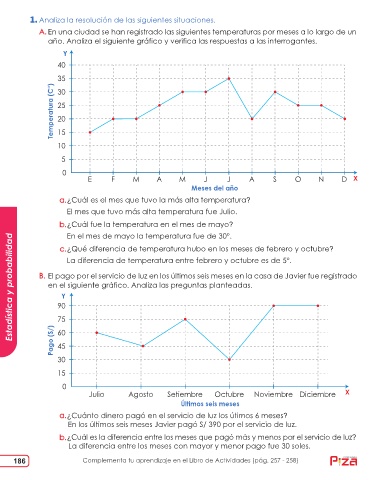 1. Analiza la resolución de las siguientes situaciones.
A. En una ciudad se han registrado las siguientes temperaturas por meses a lo largo de un
año. Analiza el siguiente gráfico y verifica las respuestas a las interrogantes.
Y
40
35
30
25
20
15
10
5
0
Temperatura (C°)
E F M A M J J A S O N D X
Meses del año
a. ¿Cuál es el mes que tuvo la más alta temperatura?
El mes que tuvo más alta temperatura fue Julio.
b. ¿Cuál fue la temperatura en el mes de mayo?
En el mes de mayo la temperatura fue de 30°.
c. ¿Qué diferencia de temperatura hubo en los meses de febrero y octubre?
La diferencia de temperatura entre febrero y octubre es de 5°.
B. El pago por el servicio de luz en los últimos seis meses en la casa de Javier fue registrado
en el siguiente gráfico. Analiza las preguntas planteadas.
Y
90
75
60
45
30
15
0
Pago (S/)
Julio Agosto Setiembre Octubre Noviembre Diciembre X
Últimos seis meses
a. ¿Cuánto dinero pagó en el servicio de luz los útimos 6 meses?
En los últimos seis meses Javier pagó S/ 390 por el servicio de luz.
b. ¿Cuál es la diferencia entre los meses que pagó más y menos por el servicio de luz?
La diferencia entre los meses con mayor y menor pago fue 30 soles.
Estadística y probabilidad
186
Complementa tu aprendizaje en el Libro de Actividades (pág. 257 - 258)